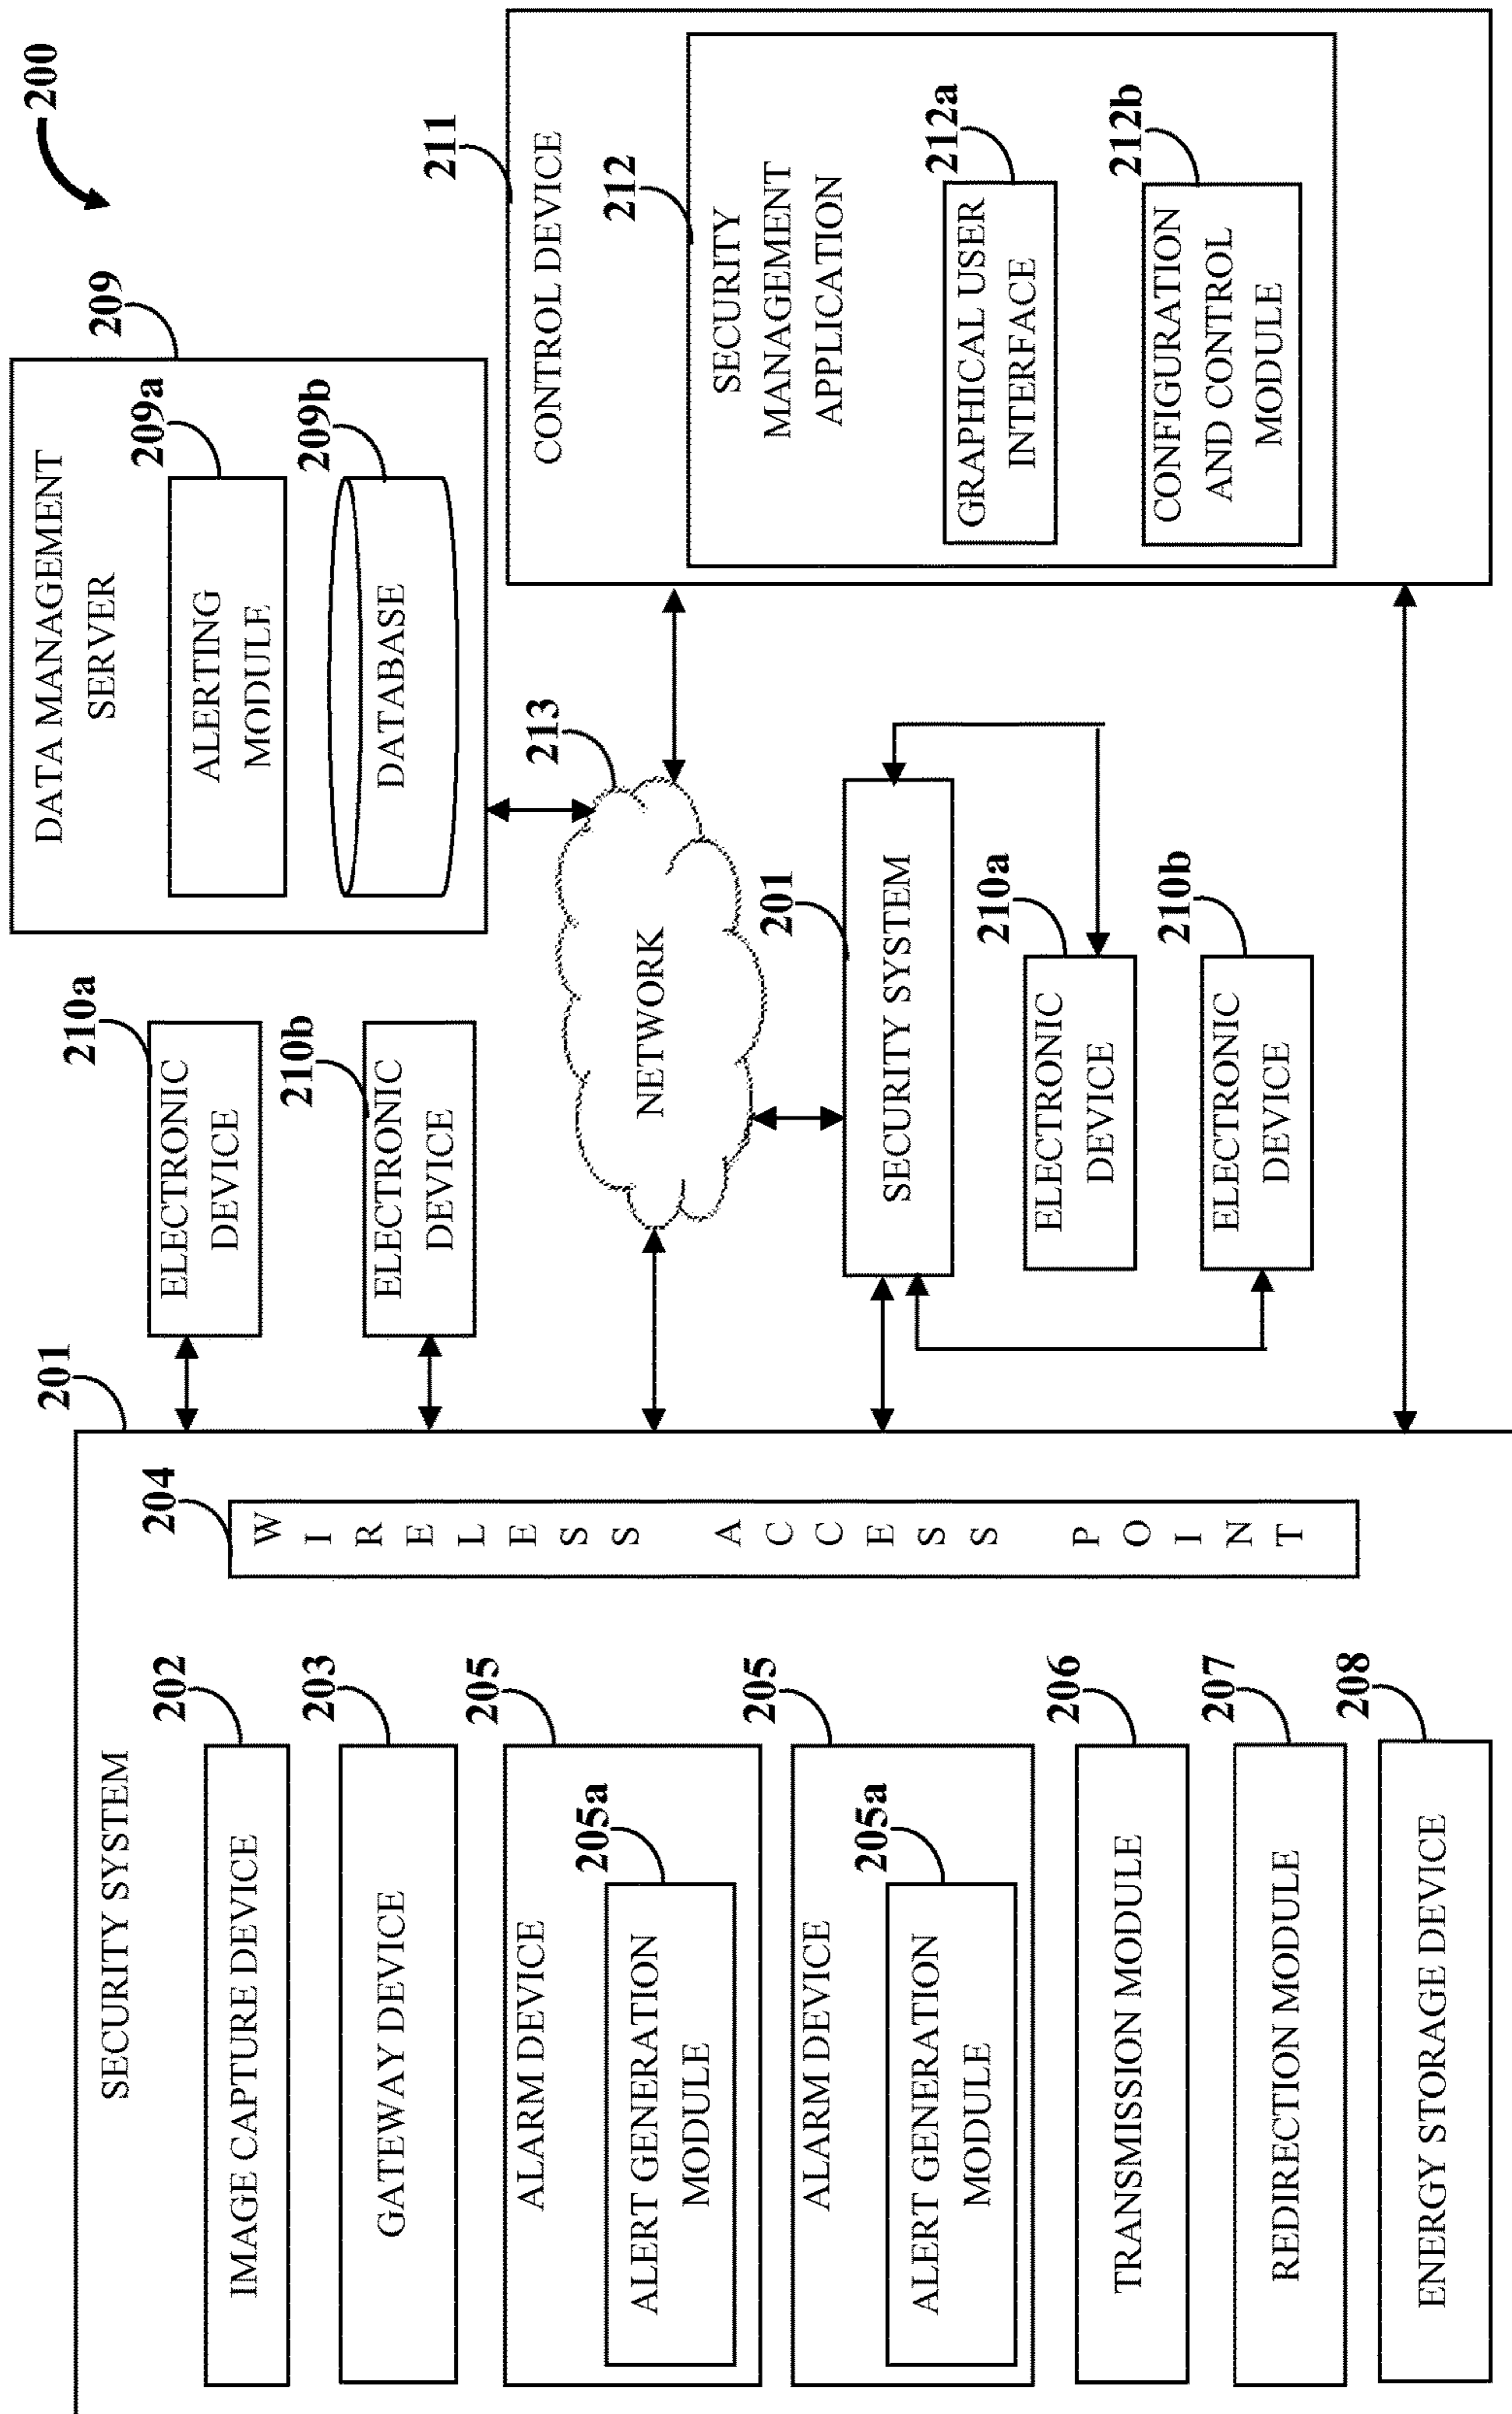 200
201
SECURITY SYSTEM
202
IMAGE CAPTURE DEVICE
203
GATEWAY DEVICE
205
ALARM DEVICE
205a
ALERT GENERATION
MODULE
205
ALARM DEVICE
205a
ALERT GENERATION
MODULE
206
TRANSMISSION MODULE
207
REDIRECTION MODULE
208
ENERGY STORAGE DEVICE
204
WIRELESS ACCESS POINT
210a
ELECTRONIC
DEVICE
210b
ELECTRONIC
DEVICE
213
NETWORK
201
SECURITY SYSTEM
210a
ELECTRONIC
DEVICE
210b
ELECTRONIC
DEVICE
209
DATA MANAGEMENT
SERVER
209a
ALERTING
MODULE
209b
DATABASE
211
CONTROL DEVICE
212
SECURITY
MANAGEMENT
APPLICATION
212a
GRAPHICAL USER
INTERFACE
212b
CONFIGURATION
AND CONTROL
MODULE